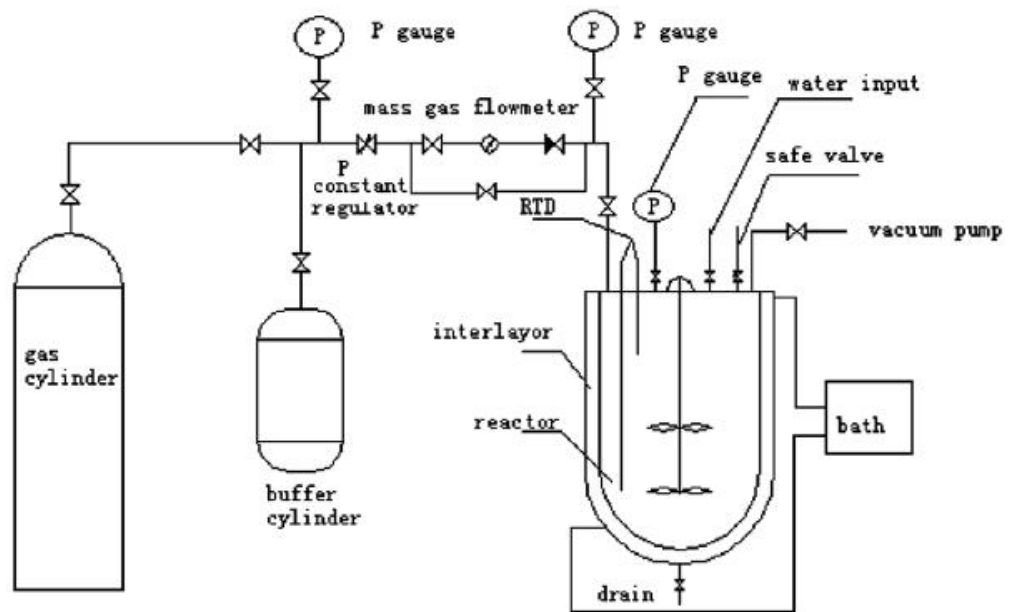 P
P gauge
P
P gauge
P gauge
water input
mass gas flowmeter
safe valve
P
constant
regulator
RTD
P
vacuum pump
interlayor
gas
cylinder
reactor
bath
buffer
cylinder
drain